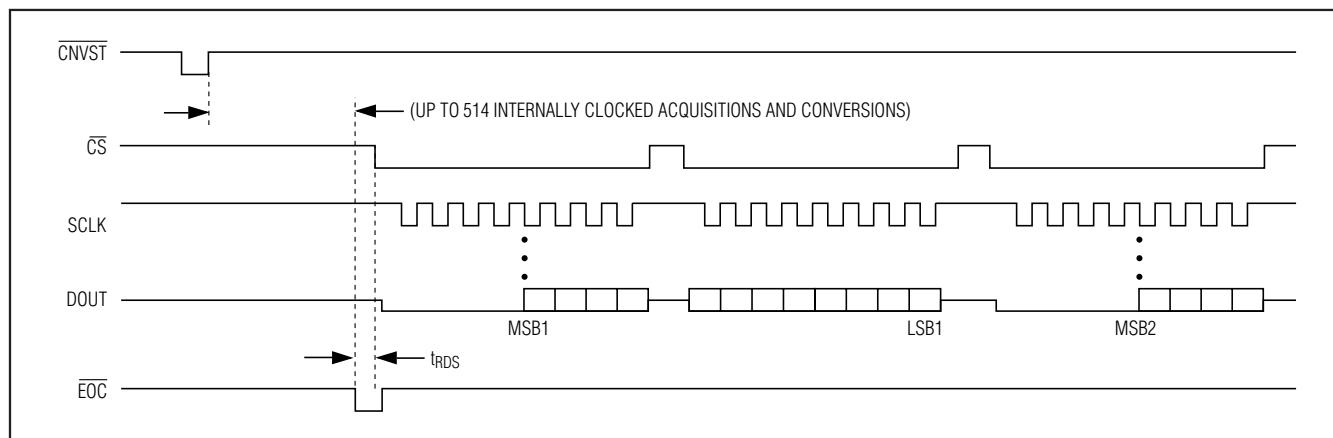 CNVST
(UP TO 514 INTERNALLY CLOCKED ACQUISITIONS AND CONVERSIONS)
CS
SCLK
DOUT
MSB1
LSB1
MSB2
tRDS
EOC